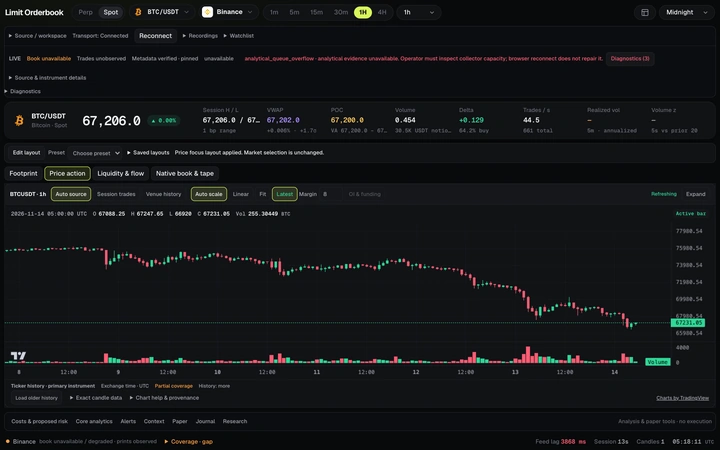 Limit Orderbook Perp Spot BTC/USDT Binance 1m 5m 15m 30m 1H 4H 1h Midnight
Source / workspace Transport: Connected Reconnect Recordings Watchlist
LIVE Book unavailable Trades unobserved Metadata verified · pinned unavailable analytical_queue_overflow · analytical evidence unavailable. Operator must inspect collector capacity; browser reconnect does not repair it. Diagnostics (3)
Source & instrument details
Diagnostics
BTC/USDT
Bitcoin · Spot
67,206.0 ▲ 0.00%
Session H / L VWAP POC Volume Delta Trades / s Realized vol Volume z
67,206.0 / 67… 67,202.0 67,200.0 0.454 +0.129 44.5 — —
1 bp range +0.006% · +1.7σ VA 67,200.0 – 67… 30.5K USDT notio… 64.2% buy 801 total 5m · annualized 5s vs prior 20
Edit layout Preset Choose preset Saved layouts Price focus layout applied. Market selection is unchanged.
Footprint Price action Liquidity & flow Native book & tape
BTCUSDT · 1h Auto source Session trades Venue history Auto scale Linear Fit Latest Margin 8 OI & funding Refreshing Expand
2026-11-14 05:00:00 UTC O 67088.25 H 67247.65 L 66920 C 67231.05 Vol 255.30449 BTC Active bar
77980.54
75980.54
73980.54
71980.54
69980.54
67980.54
67231.05
65980.54
4000
Volume 0
8 12:00 9 12:00 10 12:00 11 12:00 12 12:00 13 12:00 14
Ticker history · primary instrument Exchange time · UTC Partial coverage History: more
Load older history Exact candle data Chart help & provenance Charts by TradingView
Costs & proposed risk Core analytics Alerts Context Paper Journal Research Analysis & paper tools · no execution
Binance book unavailable / degraded · prints observed Coverage · gap Feed lag 3868 ms Session 13s Candles 1 05:18:11 UTC